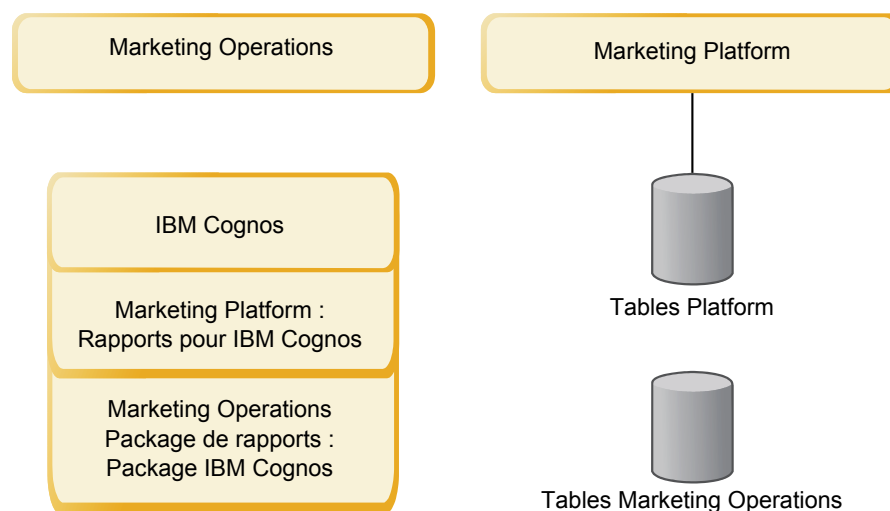 Marketing Operations
Marketing Platform
IBM Cognos
Marketing Platform :
Rapports pour IBM Cognos
Marketing Operations
Package de rapports :
Package IBM Cognos
Tables Platform
Tables Marketing Operations